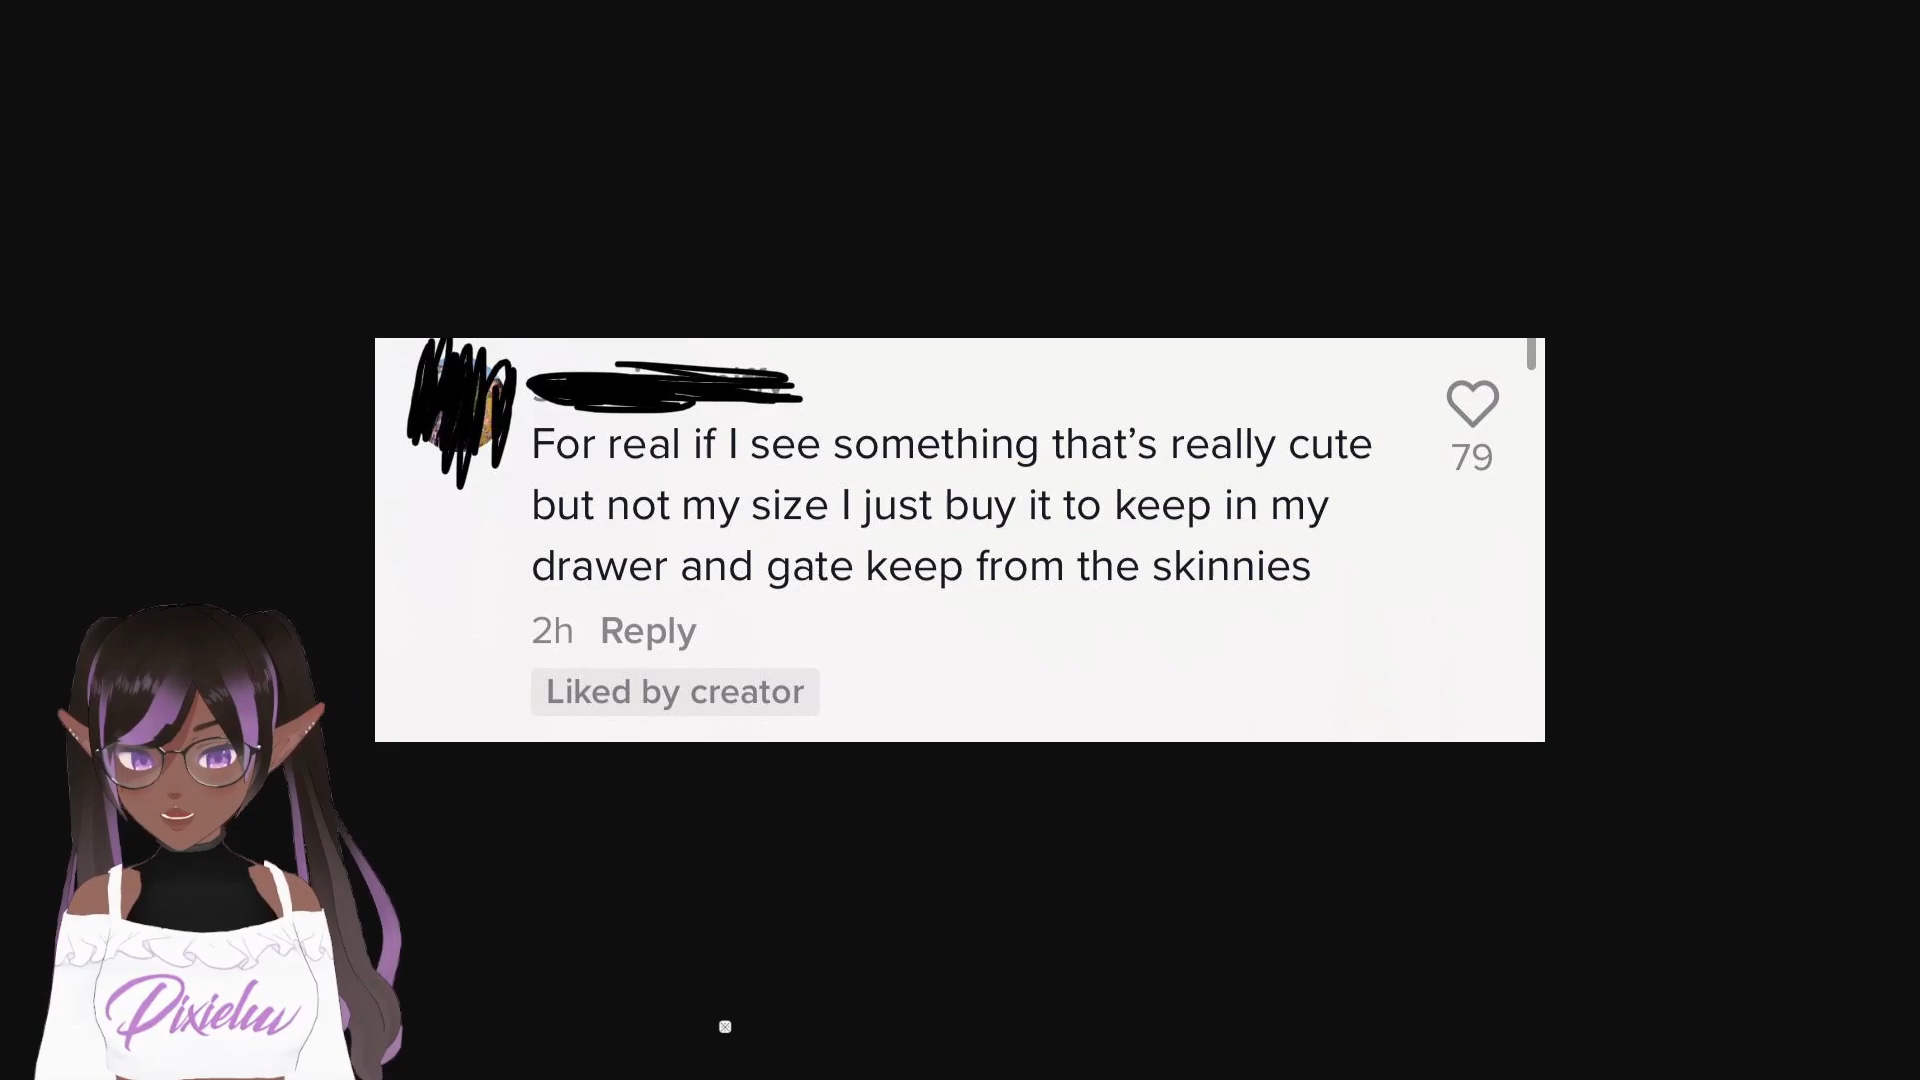 For real if I see something that’s really cute
but not my size I just buy it to keep in my
drawer and gate keep from the skinnies
79
2h Reply
Liked by creator
Pixieluv